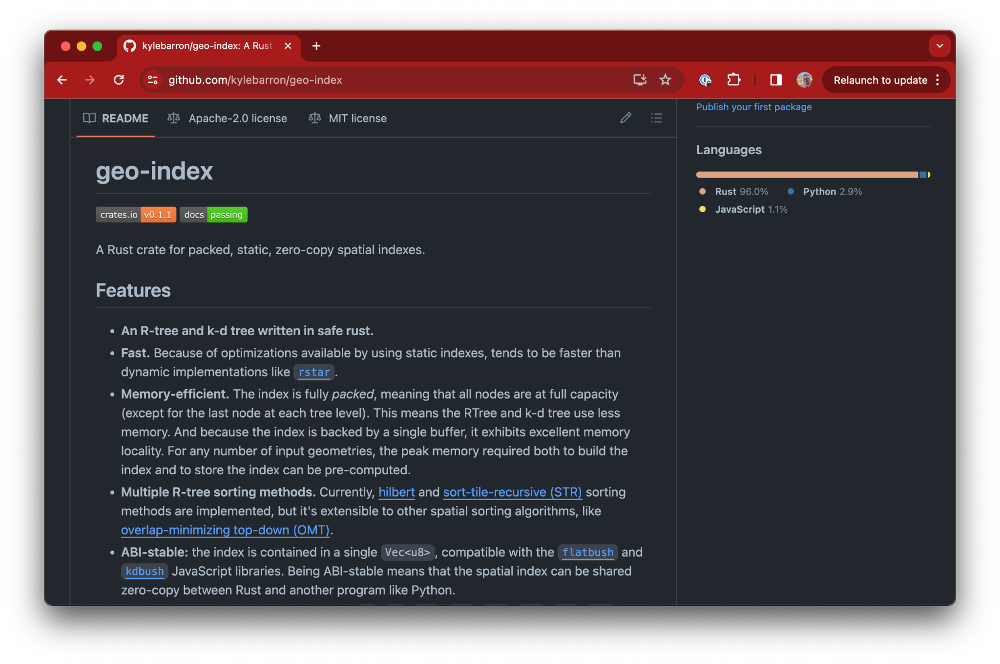 kylebarron/geo-index: A Rust
github.com/kylebarron/geo-index
Relaunch to update
README
Apache-2.0 license
MIT license
geo-index
crates.io v0.1.1 docs passing
A Rust crate for packed, static, zero-copy spatial indexes.
Features
• An R-tree and k-d tree written in safe rust.
• Fast. Because of optimizations available by using static indexes, tends to be faster than
dynamic implementations like rstar.
• Memory-efficient. The index is fully packed, meaning that all nodes are at full capacity
(except for the last node at each tree level). This means the RTree and k-d tree use less
memory. And because the index is backed by a single buffer, it exhibits excellent memory
locality. For any number of input geometries, the peak memory required both to build the
index and to store the index can be pre-computed.
• Multiple R-tree sorting methods. Currently, hilbert and sort-tile-recursive (STR) sorting
methods are implemented, but it's extensible to other spatial sorting algorithms, like
overlap-minimizing top-down (OMT).
• ABI-stable: the index is contained in a single Vec<u8>, compatible with the flatbush and
kdbush JavaScript libraries. Being ABI-stable means that the spatial index can be shared
zero-copy between Rust and another program like Python.
Publish your first package
Languages
Rust 96.0% Python 2.9%
JavaScript 1.1%